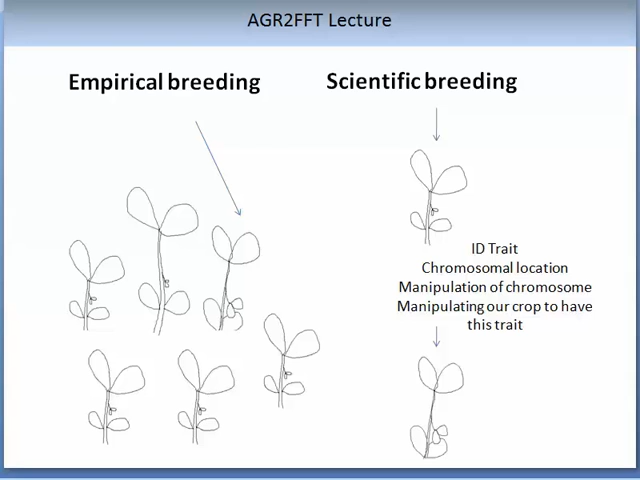 AGR2FFT Lecture
Empirical breeding
Scientific breeding
ID Trait
Chromosomal location
Manipulation of chromosome
Manipulating our crop to have
this trait